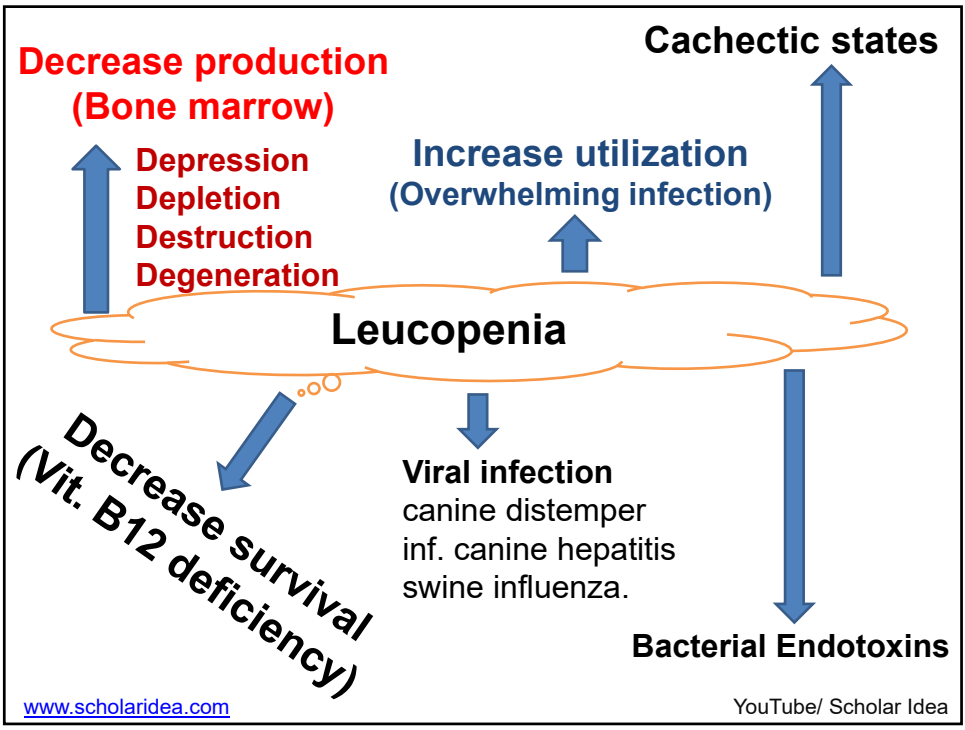 Cachectic states
Decrease production
(Bone marrow)
Depression
Depletion
Destruction
Degeneration
Increase utilization
(Overwhelming infection)
Leucopenia
Decrease survival
(Vit. B12 deficiency)
Viral infection
canine distemper
inf. canine hepatitis
swine influenza.
Bacterial Endotoxins
www.scholaridea.com
YouTube/ Scholar Idea